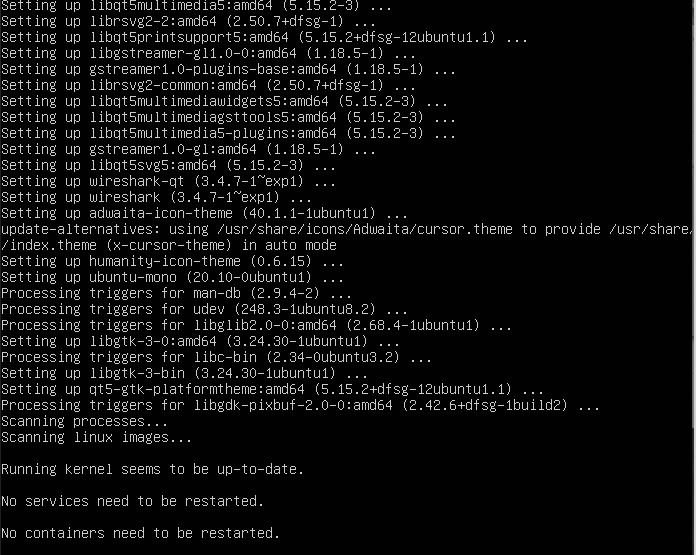 Setting up libqt5multimedia5:amd64 (5.15.2-3) ...
Setting up librsvg2-2:amd64 (2.50.7+dfsg-1) ...
Setting up libqt5printsupport5:amd64 (5.15.2+dfsg-12ubuntu1.1) ...
Setting up libgstreamer-gl1.0-0:amd64 (1.18.5-1) ...
Setting up gstreamer1.0-plugins-base:amd64 (1.18.5-1) ...
Setting up librsvg2-common:amd64 (2.50.7+dfsg-1) ...
Setting up libqt5multimediawidgets5:amd64 (5.15.2-3) ...
Setting up libqt5multimediagsttools5:amd64 (5.15.2-3) ...
Setting up libqt5multimedia5-plugins:amd64 (5.15.2-3) ...
Setting up gstreamer1.0-gl:amd64 (1.18.5-1) ...
Setting up libqt5svg5:amd64 (5.15.2-3) ...
Setting up wireshark-qt (3.4.7-1~exp1) ...
Setting up wireshark (3.4.7-1~exp1) ...
Setting up adwaita-icon-theme (40.1.1-1ubuntu1) ...
update-alternatives: using /usr/share/icons/Adwaita/cursor.theme to provide /usr/share/
/index.theme (x-cursor-theme) in auto mode
Setting up humanity-icon-theme (0.6.15) ...
Setting up ubuntu-mono (20.10-0ubuntu1) ...
Processing triggers for man-db (2.9.4-2) ...
Processing triggers for udev (248.3-1ubuntu8.2) ...
Processing triggers for libglib2.0-0:amd64 (2.68.4-1ubuntu1) ...
Setting up libgtk-3-0:amd64 (3.24.30-1ubuntu1) ...
Processing triggers for libc-bin (2.34-0ubuntu3.2) ...
Setting up libgtk-3-bin (3.24.30-1ubuntu1) ...
Setting up qt5-gtk-platformtheme:amd64 (5.15.2+dfsg-12ubuntu1.1) ...
Processing triggers for libgdk-pixbuf-2.0-0:amd64 (2.42.6+dfsg-1build2) ...
Scanning processes...
Scanning linux images...
Running kernel seems to be up-to-date.
No services need to be restarted.
No containers need to be restarted.